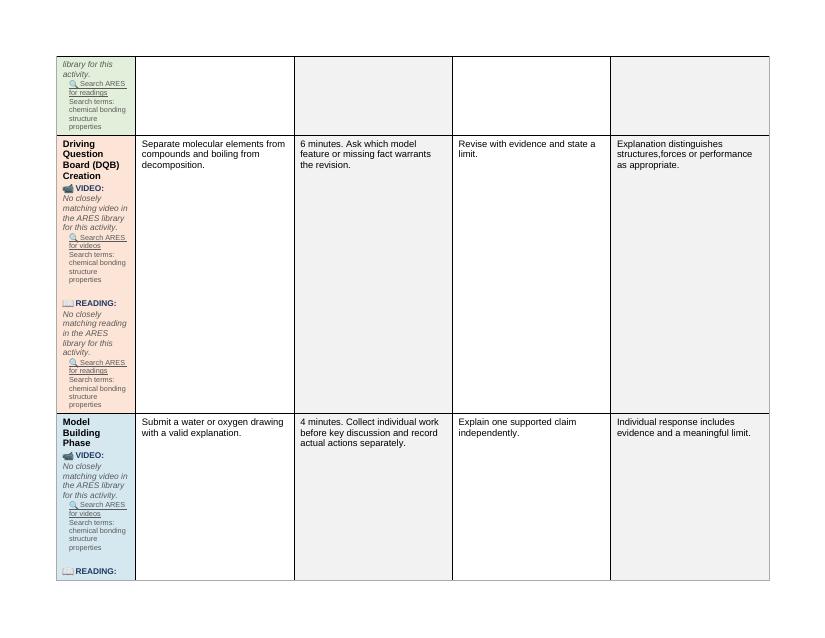 library for this
activity.
🔍 Search ARES
for readings
Search terms:
chemical bonding
structure
properties
Driving
Question
Board (DQB)
Creation
📹 VIDEO:
No closely
matching video in
the ARES library
for this activity.
🔍 Search ARES
for videos
Search terms:
chemical bonding
structure
properties
📖 READING:
No closely
matching reading
in the ARES
library for this
activity.
🔍 Search ARES
for readings
Search terms:
chemical bonding
structure
properties
Separate molecular elements from
compounds and boiling from
decomposition.
6 minutes. Ask which model
feature or missing fact warrants
the revision.
Revise with evidence and state a
limit.
Explanation distinguishes
structures,forces or performance
as appropriate.
Model
Building
Phase
📹 VIDEO:
No closely
matching video in
the ARES library
for this activity.
🔍 Search ARES
for videos
Search terms:
chemical bonding
structure
properties
📖 READING:
Submit a water or oxygen drawing
with a valid explanation.
4 minutes. Collect individual work
before key discussion and record
actual actions separately.
Explain one supported claim
independently.
Individual response includes
evidence and a meaningful limit.